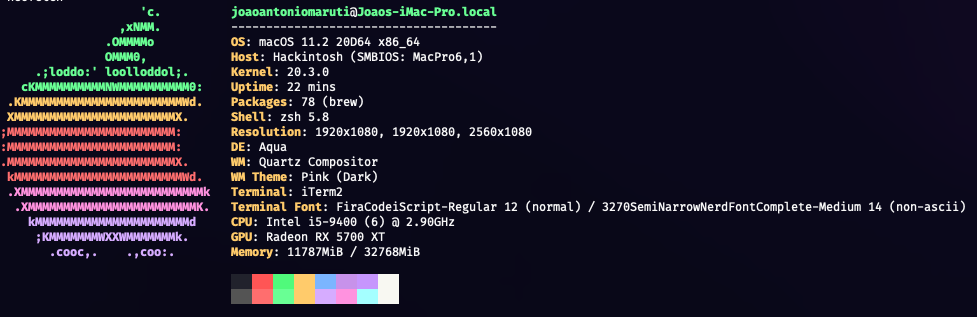 'c.
,xNMM.
.OMMMMo
OMMM0,
.;loddo:' loolloddol;.
cKMMMMMMMMMMNWMMMMMMMMMM0:
.KMMMMMMMMMMMMMMMMMMMMMMMWd.
XMMMMMMMMMMMMMMMMMMMMMMMX.
;MMMMMMMMMMMMMMMMMMMMMMMM:
:MMMMMMMMMMMMMMMMMMMMMMMM:
.MMMMMMMMMMMMMMMMMMMMMMMMX.
kMMMMMMMMMMMMMMMMMMMMMMMMWd.
.XMMMMMMMMMMMMMMMMMMMMMMMMMMk
.XMMMMMMMMMMMMMMMMMMMMMMMMK.
kMMMMMMMMMMMMMMMMMMMMMMd
;KMMMMMMMWXXWMMMMMMMk.
.cooc,. .,coo:.
joaoantoniomaruti@Joaos-iMac-Pro.local
--------------------------------------
OS: macOS 11.2 20D64 x86_64
Host: Hackintosh (SMBIOS: MacPro6,1)
Kernel: 20.3.0
Uptime: 22 mins
Packages: 78 (brew)
Shell: zsh 5.8
Resolution: 1920x1080, 1920x1080, 2560x1080
DE: Aqua
WM: Quartz Compositor
WM Theme: Pink (Dark)
Terminal: iTerm2
Terminal Font: FiraCodeiScript-Regular 12 (normal) / 3270SemiNarrowNerdFontComplete-Medium 14 (non-ascii)
CPU: Intel i5-9400 (6) @ 2.90GHz
GPU: Radeon RX 5700 XT
Memory: 11787MiB / 32768MiB